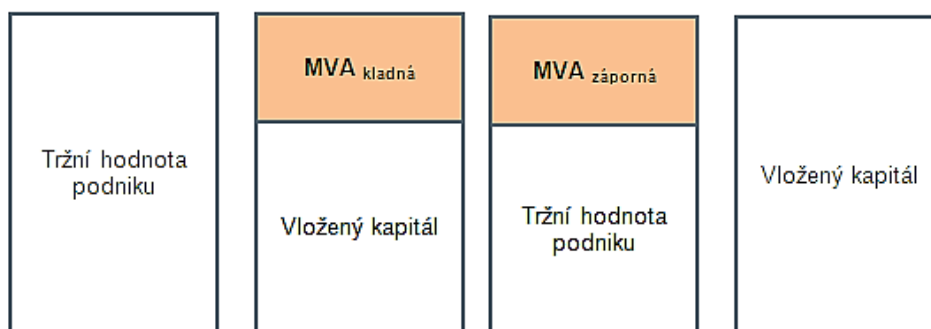 Tržní hodnota
podniku
MVA kladná
Vložený kapitál
MVA záporná
Tržní hodnota
podniku
Vložený kapitál